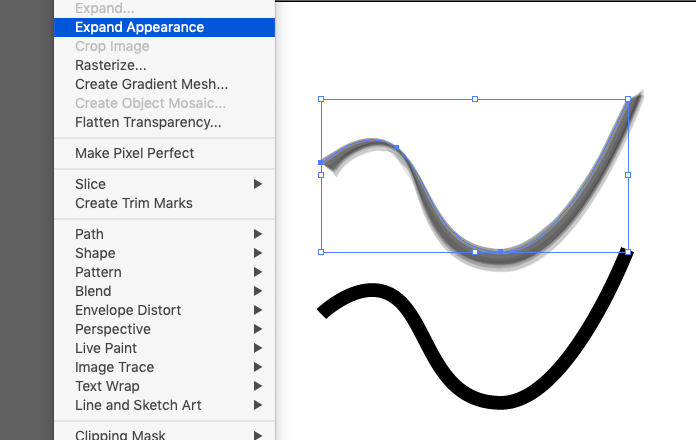 Expand...
Expand Appearance
Crop Image
Rasterize...
Create Gradient Mesh...
Create Object Mosaic...
Flatten Transparency...
Make Pixel Perfect
Slice
Create Trim Marks
Path
Shape
Pattern
Blend
Envelope Distort
Perspective
Live Paint
Image Trace
Text Wrap
Line and Sketch Art
Clipping Mask